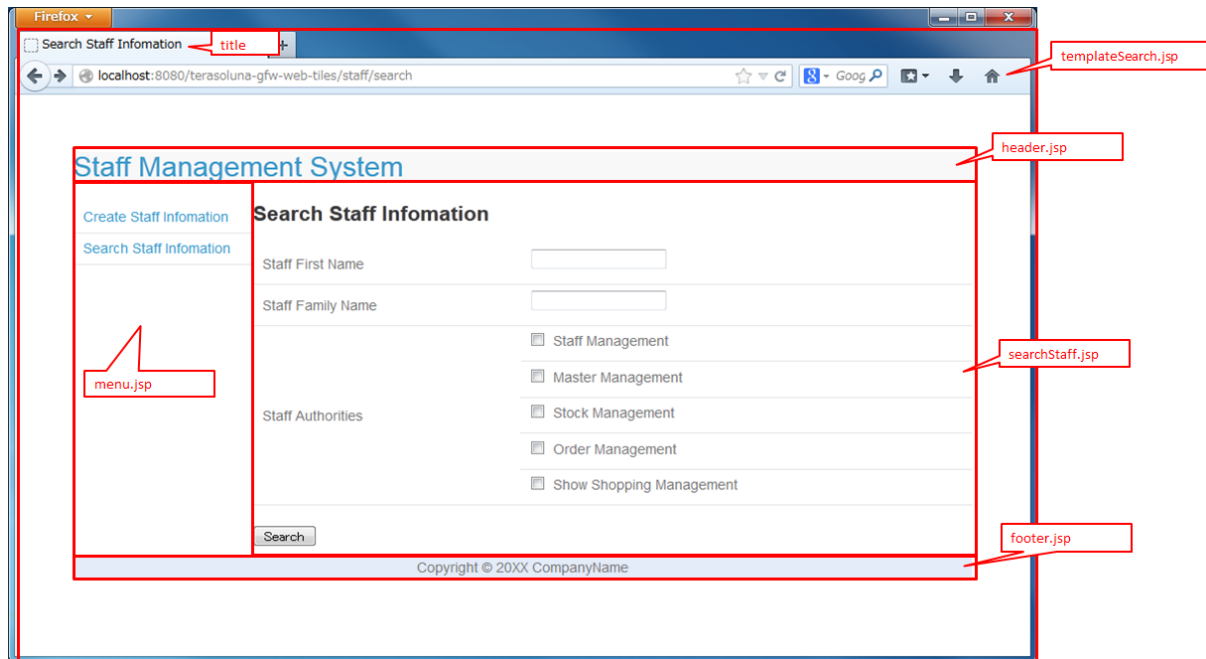 Firefox
Search Staff Infomation
title
templateSearch.jsp
localhost:8080/terasoluna-gfw-web-tiles/staff/search
Goog
header.jsp
Staff Management System
Create Staff Infomation
Search Staff Infomation
Search Staff Infomation
Staff First Name
Staff Family Name
Staff Authorities
Staff Management
Master Management
Stock Management
Order Management
Show Shopping Management
menu.jsp
searchStaff.jsp
Search
footer.jsp
Copyright © 20XX CompanyName